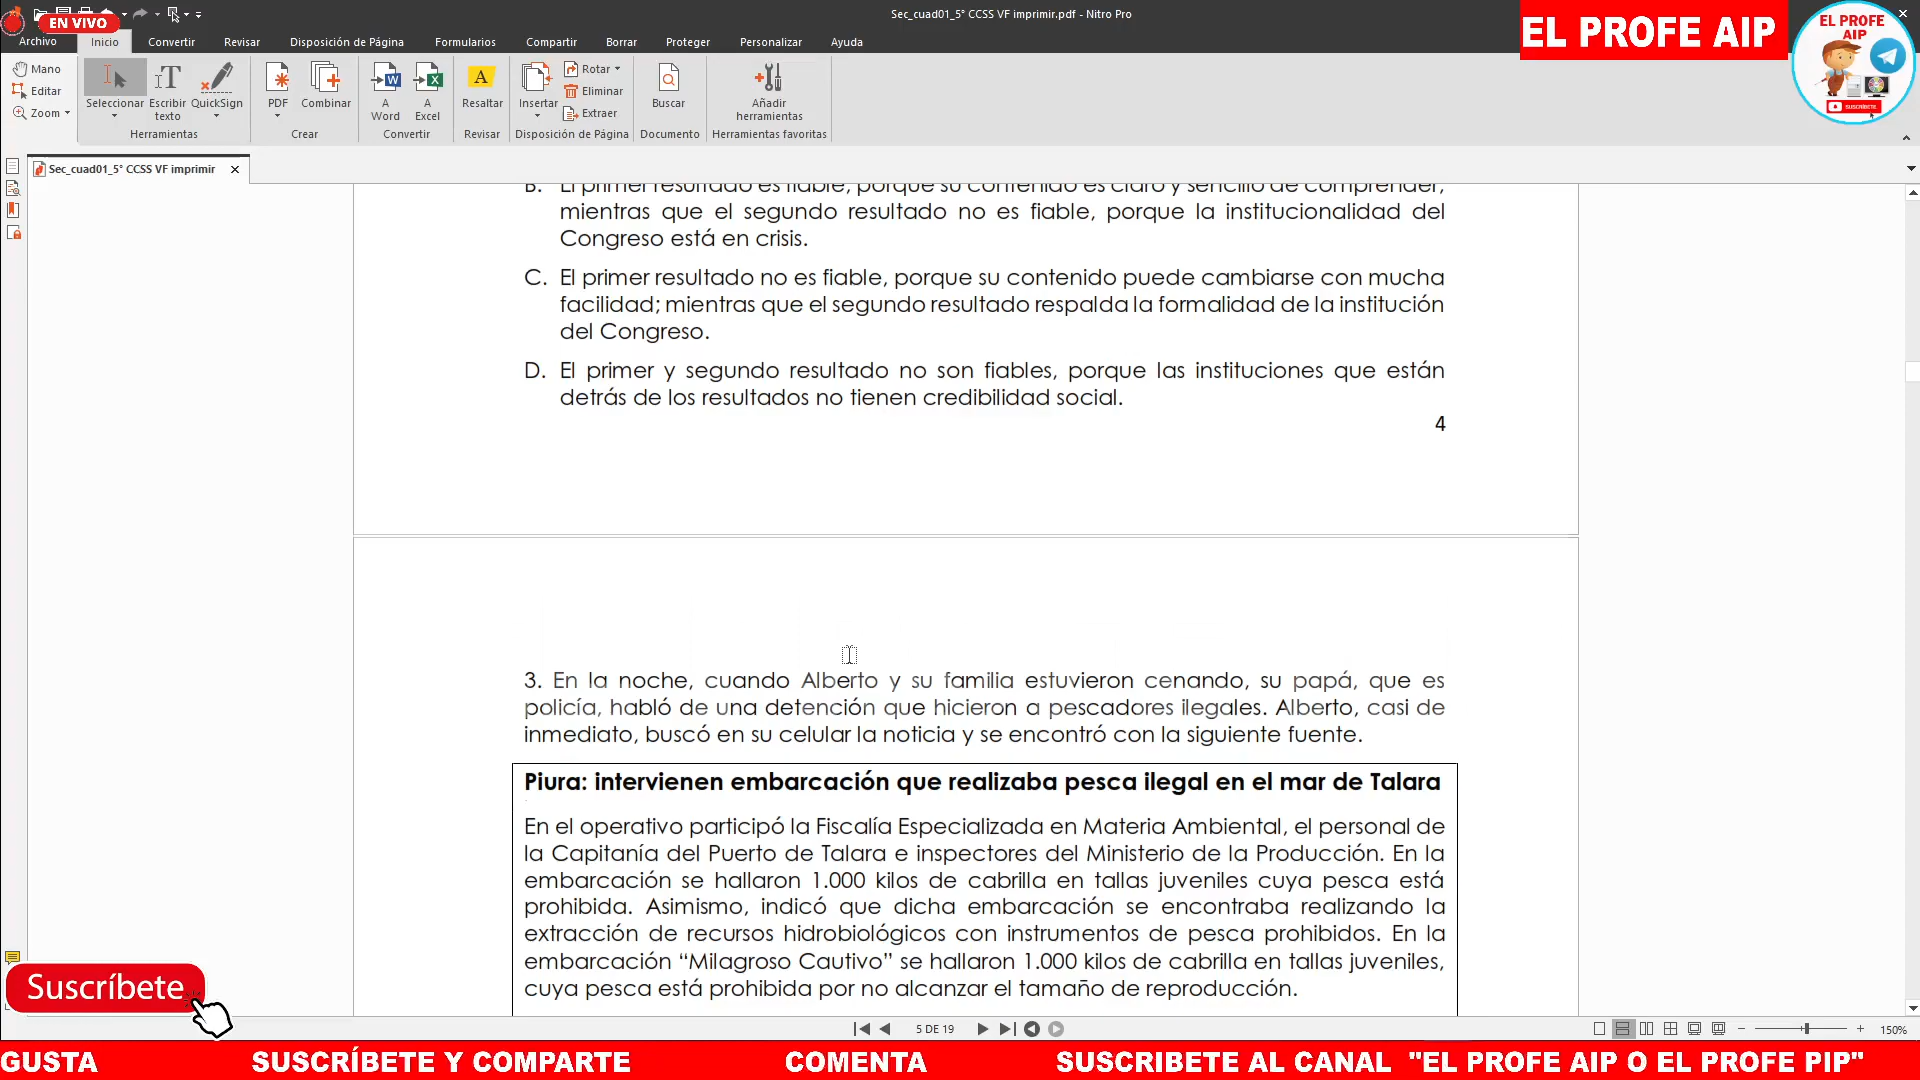 EN VIVO
Sec_cuad01_5° CCSS VF imprimir.pdf - Nitro Pro
EL PROFE AIP
EL PROFE
AIP
SUSCRÍBETE
Archivo Inicio Convertir Revisar Disposición de Página Formularios Compartir Borrar Proteger Personalizar Ayuda
Mano
Editar
Zoom
Seleccionar
Escribir
texto
QuickSign
Herramientas
PDF
Combinar
Crear
A
Word
A
Excel
Convertir
Resaltar
Revisar
Insertar
Rotar
Eliminar
Extraer
Disposición de Página
Buscar
Documento
Añadir
herramientas
Herramientas favoritas
Sec_cuad01_5° CCSS VF imprimir
B. El primer resultado es fiable, porque su contenido es claro y sencillo de comprender,
mientras que el segundo resultado no es fiable, porque la institucionalidad del
Congreso está en crisis.
C. El primer resultado no es fiable, porque su contenido puede cambiarse con mucha
facilidad; mientras que el segundo resultado respalda la formalidad de la institución
del Congreso.
D. El primer y segundo resultado no son fiables, porque las instituciones que están
detrás de los resultados no tienen credibilidad social.
4
3. En la noche, cuando Alberto y su familia estuvieron cenando, su papá, que es
policía, habló de una detención que hicieron a pescadores ilegales. Alberto, casi de
inmediato, buscó en su celular la noticia y se encontró con la siguiente fuente.
Piura: intervienen embarcación que realizaba pesca ilegal en el mar de Talara
En el operativo participó la Fiscalía Especializada en Materia Ambiental, el personal de
la Capitanía del Puerto de Talara e inspectores del Ministerio de la Producción. En la
embarcación se hallaron 1.000 kilos de cabrilla en tallas juveniles cuya pesca está
prohibida. Asimismo, indicó que dicha embarcación se encontraba realizando la
extracción de recursos hidrobiológicos con instrumentos de pesca prohibidos. En la
embarcación “Milagroso Cautivo” se hallaron 1.000 kilos de cabrilla en tallas juveniles,
cuya pesca está prohibida por no alcanzar el tamaño de reproducción.
Suscríbete
5 DE 19
150%
GUSTA SUSCRÍBETE Y COMPARTE COMENTA SUSCRIBETE AL CANAL "EL PROFE AIP O EL PROFE PIP"